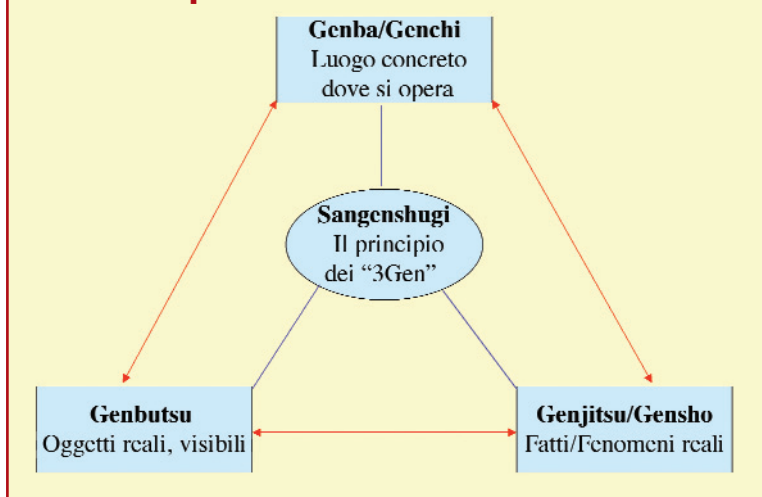 Genba/Genchi
Luogo concreto
dove si opera
Sangenshugi
Il principio
dei “3Gen”
Genbutsu
Oggetti reali, visibili
Genjitsu/Gensho
Fatti/Fenomeni reali